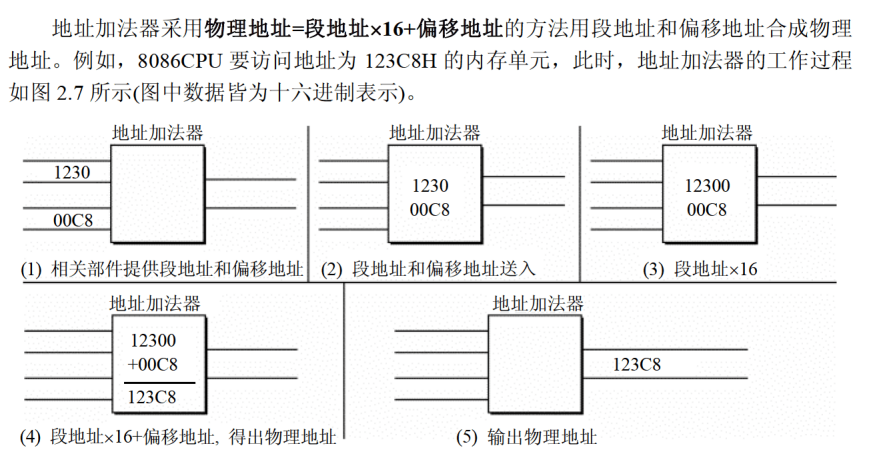 地址加法器采用物理地址=段地址×16+偏移地址的方法用段地址和偏移地址合成物理
地址。例如，8086CPU 要访问地址为 123C8H 的内存单元，此时，地址加法器的工作过程
如图 2.7 所示(图中数据皆为十六进制表示)。
地址加法器
1230
00C8
(1) 相关部件提供段地址和偏移地址
地址加法器
1230
00C8
(2) 段地址和偏移地址送入
地址加法器
12300
00C8
(3) 段地址×16
地址加法器
12300
+00C8
123C8
(4) 段地址×16+偏移地址, 得出物理地址
地址加法器
123C8
(5) 输出物理地址